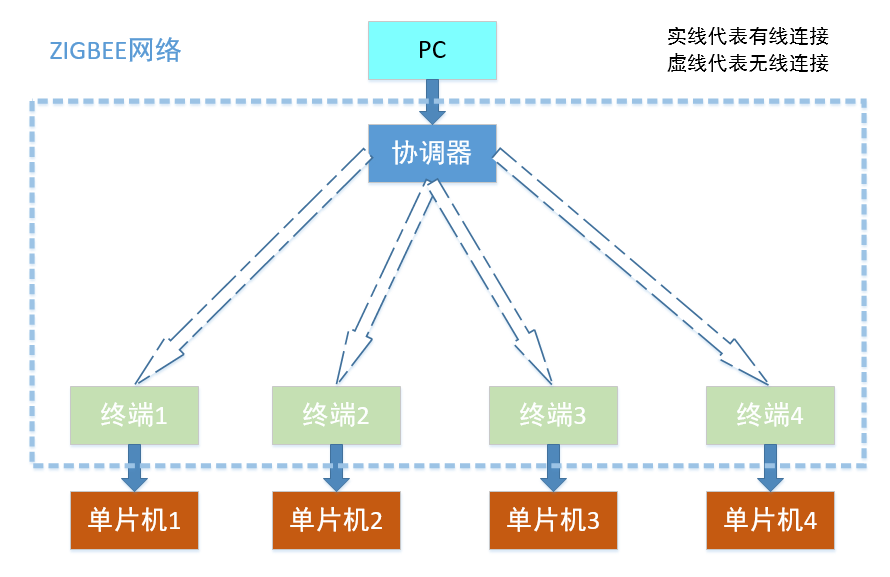 PC
ZIGBEE网络
实线代表有线连接
虚线代表无线连接
协调器
终端1
终端2
终端3
终端4
单片机1
单片机2
单片机3
单片机4